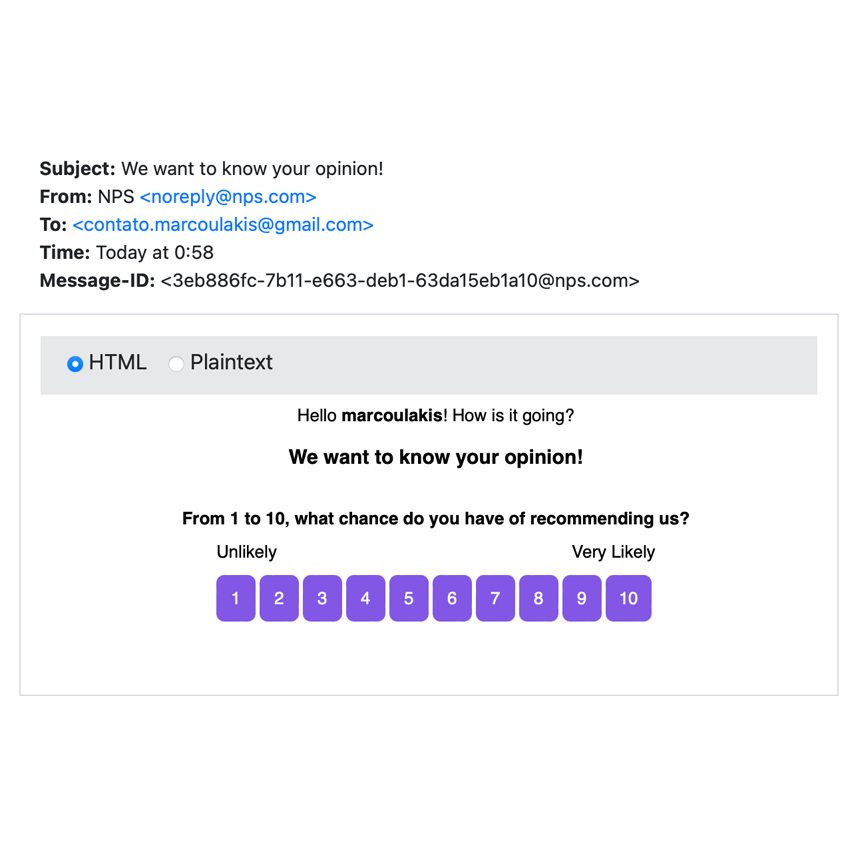 Subject: We want to know your opinion!
From: NPS <noreply@nps.com>
To: <contato.marcoulakis@gmail.com>
Time: Today at 0:58
Message-ID: <3eb886fc-7b11-e663-deb1-63da15eb1a10@nps.com>
HTML Plaintext
Hello marcoulakis! How is it going?
We want to know your opinion!
From 1 to 10, what chance do you have of recommending us?
Unlikely Very Likely
1 2 3 4 5 6 7 8 9 10